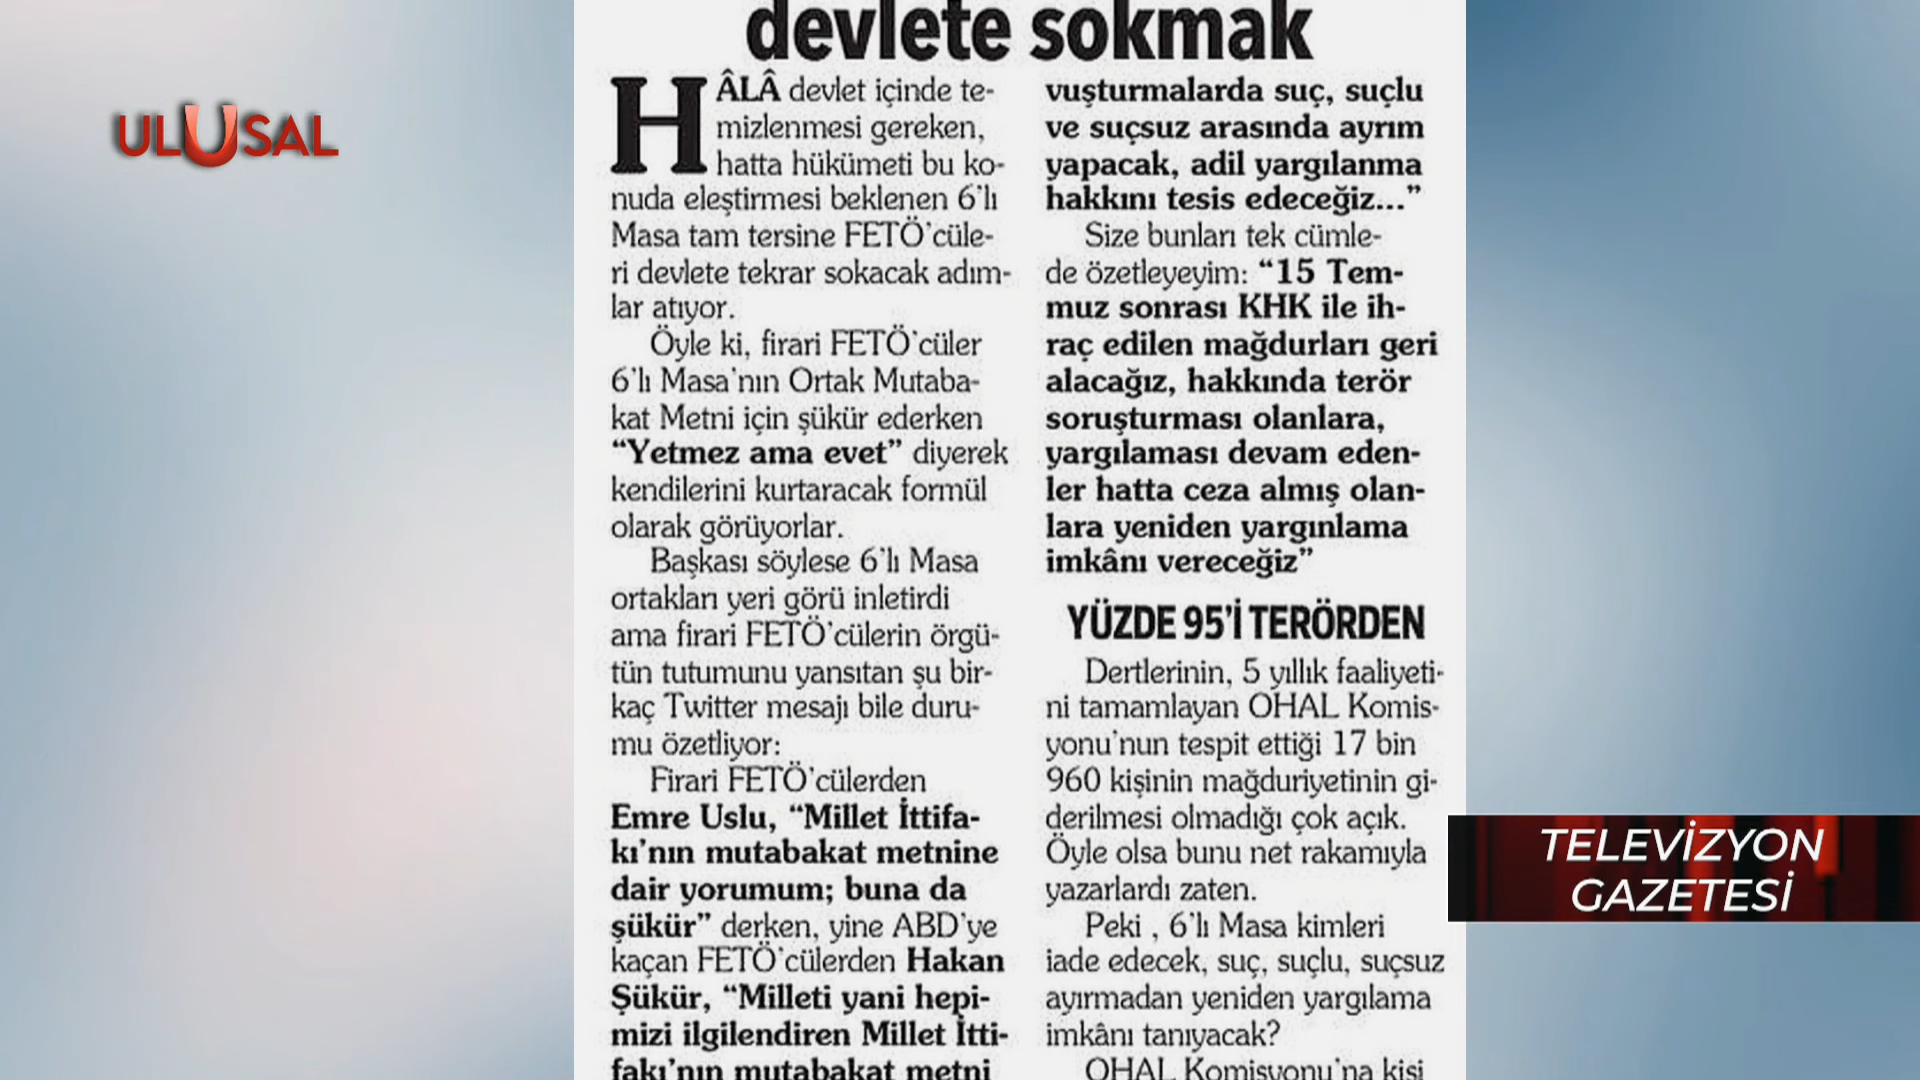 ULUSAL
devlete sokmak
HÂLÂ devlet içinde te-
mizlenmesi gereken,
hatta hükümeti bu ko-
nuda eleştirmesi beklenen 6'lı
Masa tam tersine FETÖ'cüle-
ri devlete tekrar sokacak adım-
lar atıyor.
Öyle ki, firari FETÖ'cüler
6'lı Masa'nın Ortak Mutaba-
kat Metni için şükür ederken
“Yetmez ama evet” diyerek
kendilerini kurtaracak formül
olarak görüyorlar.
Başkası söylese 6'lı Masa
ortakları yeri görü inletirdi
ama firari FETÖ'cülerin örgü-
tün tutumunu yansıtan şu bir-
kaç Twitter mesajı bile duru-
mu özetliyor:
Firari FETÖ'cülerden
Emre Uslu, “Millet İttifa-
kı'nın mutabakat metnine
dair yorumum; buna da
şükür” derken, yine ABD'ye
kaçan FETÖ'cülerden Hakan
Şükür, “Milleti yani hepi-
mizi ilgilendiren Millet İtti-
fakı'nın mutabakat metni
vuşturmalarda suç, suçlu
ve suçsuz arasında ayrım
yapacak, adil yargılanma
hakkını tesis edeceğiz...”
Size bunları tek cümle-
de özetleyeyim: “15 Tem-
muz sonrası KHK ile ih-
raç edilen mağdurları geri
alacağız, hakkında terör
soruşturması olanlara,
yargılaması devam eden-
ler hatta ceza almış olan-
lara yeniden yargınlama
imkânı vereceğiz”
YÜZDE 95'İ TERÖRDEN
Dertlerinin, 5 yıllık faaliyeti-
ni tamamlayan OHAL Komis-
yonu'nun tespit ettiği 17 bin
960 kişinin mağduriyetinin gi-
derilmesi olmadığı çok açık.
Öyle olsa bunu net rakamıyla
yazarlardı zaten.
Peki , 6'lı Masa kimleri
iade edecek, suç, suçlu, suçsuz
ayırmadan yeniden yargılama
imkânı tanıyacak?
OHAL Komisyonu'na kişi
TELEVİZYON
GAZETESİ